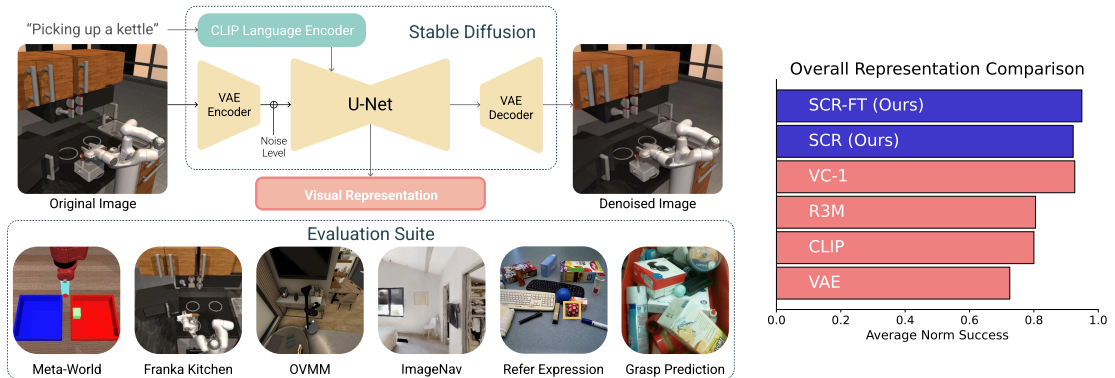 “Picking up a kettle”
CLIP Language Encoder
Stable Diffusion
VAE
Encoder
U-Net
VAE
Decoder
Noise
Level
Visual Representation
Original Image
Denoised Image
Evaluation Suite
Meta-World
Franka Kitchen
OVMM
ImageNav
Refer Expression
Grasp Prediction
Overall Representation Comparison
SCR-FT (Ours)
SCR (Ours)
VC-1
R3M
CLIP
VAE
0.0 0.2 0.4 0.6 0.8 1.0
Average Norm Success